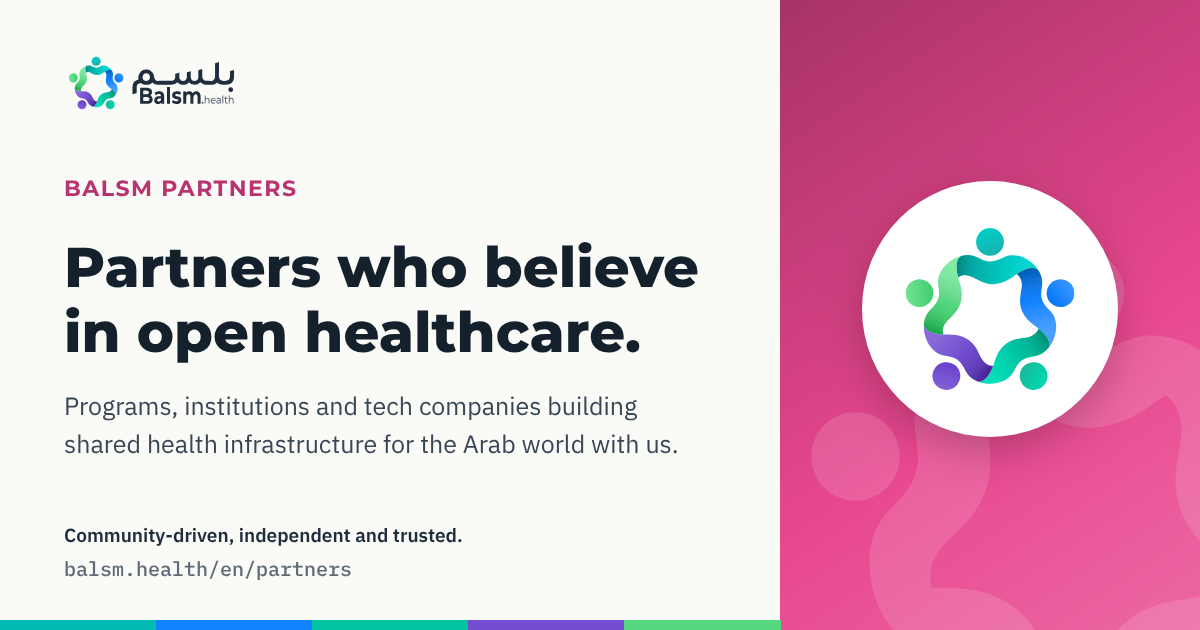 بلسم
Balsm.health
BALSM PARTNERS
Partners who believe
in open healthcare.
Programs, institutions and tech companies building
shared health infrastructure for the Arab world with us.
Community-driven, independent and trusted.
balsm.health/en/partners